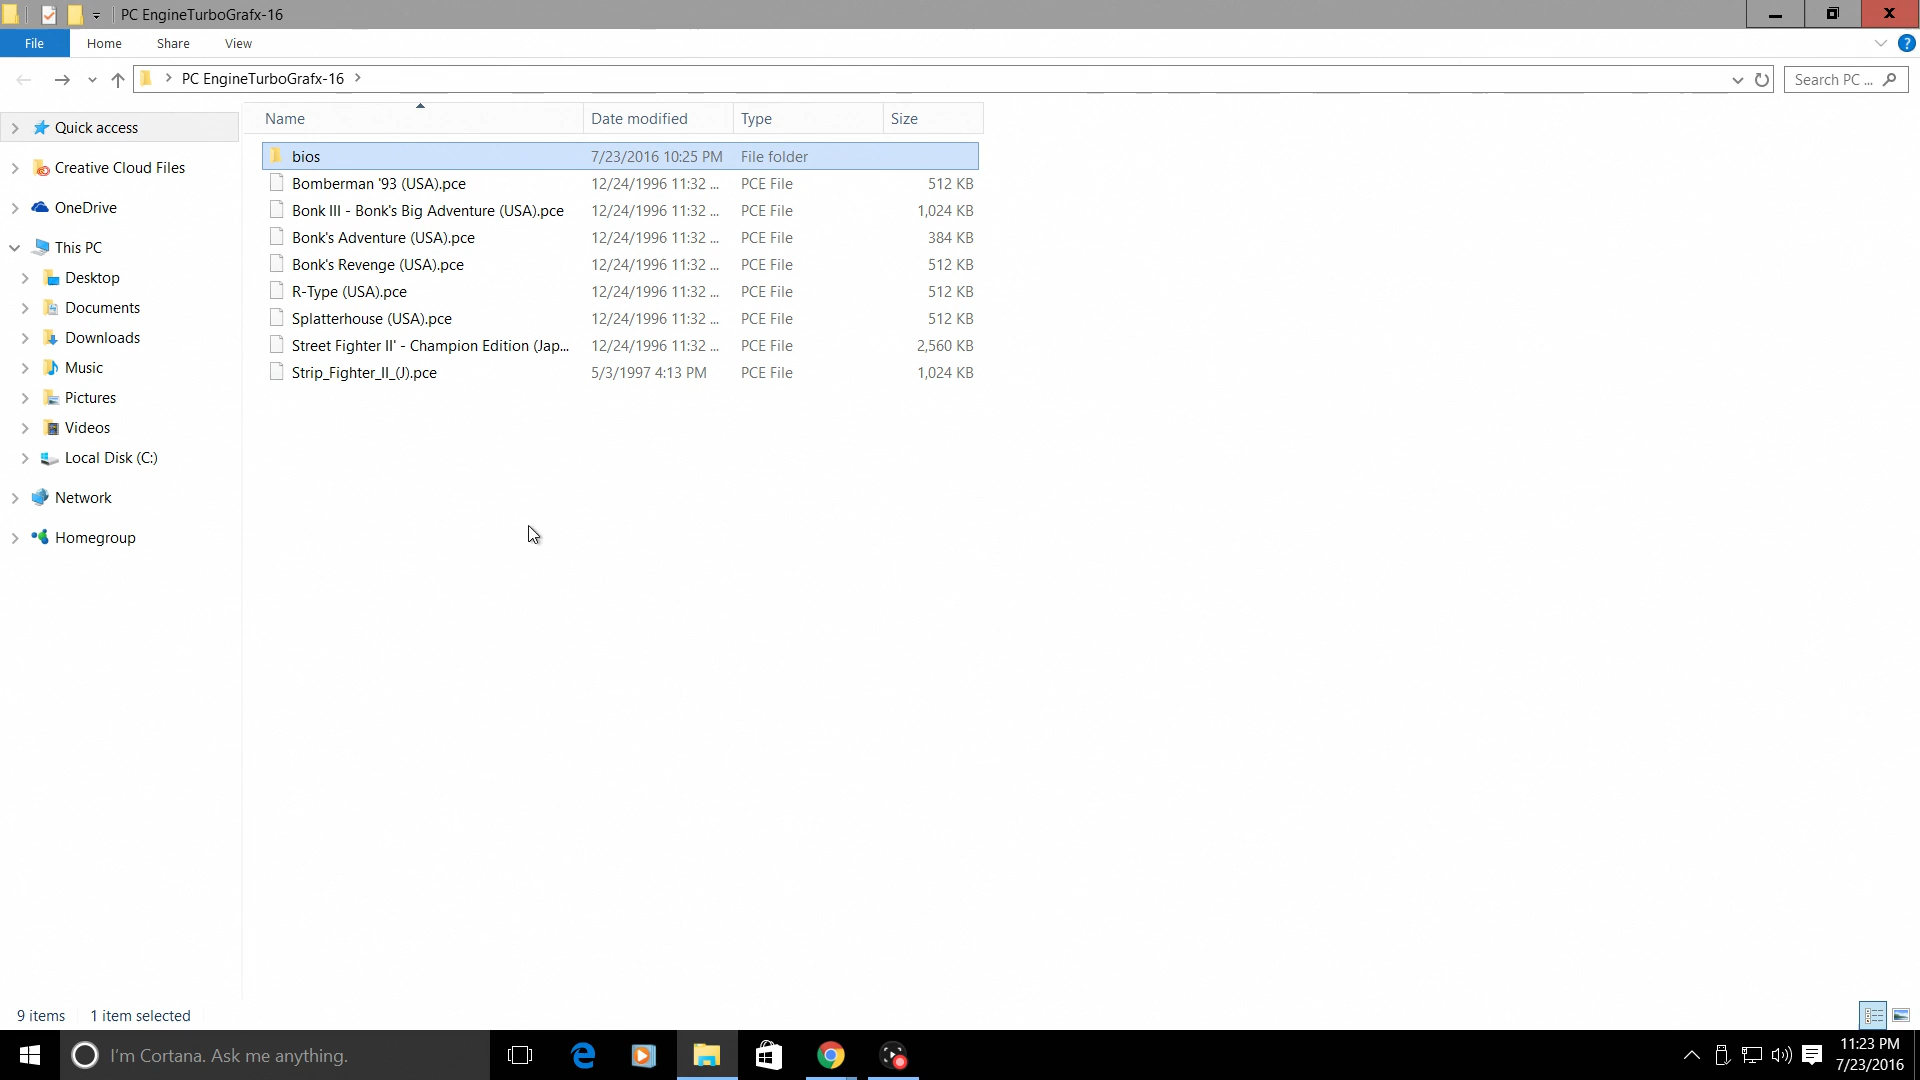 PC EngineTurboGrafx-16
File Home Share View
PC EngineTurboGrafx-16 Search PC ...
Name Date modified Type Size
Quick access
Creative Cloud Files
OneDrive
This PC
Desktop
Documents
Downloads
Music
Pictures
Videos
Local Disk (C:)
Network
Homegroup
bios 7/23/2016 10:25 PM File folder
Bomberman '93 (USA).pce 12/24/1996 11:32 ... PCE File 512 KB
Bonk III - Bonk's Big Adventure (USA).pce 12/24/1996 11:32 ... PCE File 1,024 KB
Bonk's Adventure (USA).pce 12/24/1996 11:32 ... PCE File 384 KB
Bonk's Revenge (USA).pce 12/24/1996 11:32 ... PCE File 512 KB
R-Type (USA).pce 12/24/1996 11:32 ... PCE File 512 KB
Splatterhouse (USA).pce 12/24/1996 11:32 ... PCE File 512 KB
Street Fighter II' - Champion Edition (Jap... 12/24/1996 11:32 ... PCE File 2,560 KB
Strip_Fighter_II_(J).pce 5/3/1997 4:13 PM PCE File 1,024 KB
9 items 1 item selected
I'm Cortana. Ask me anything.
11:23 PM
7/23/2016